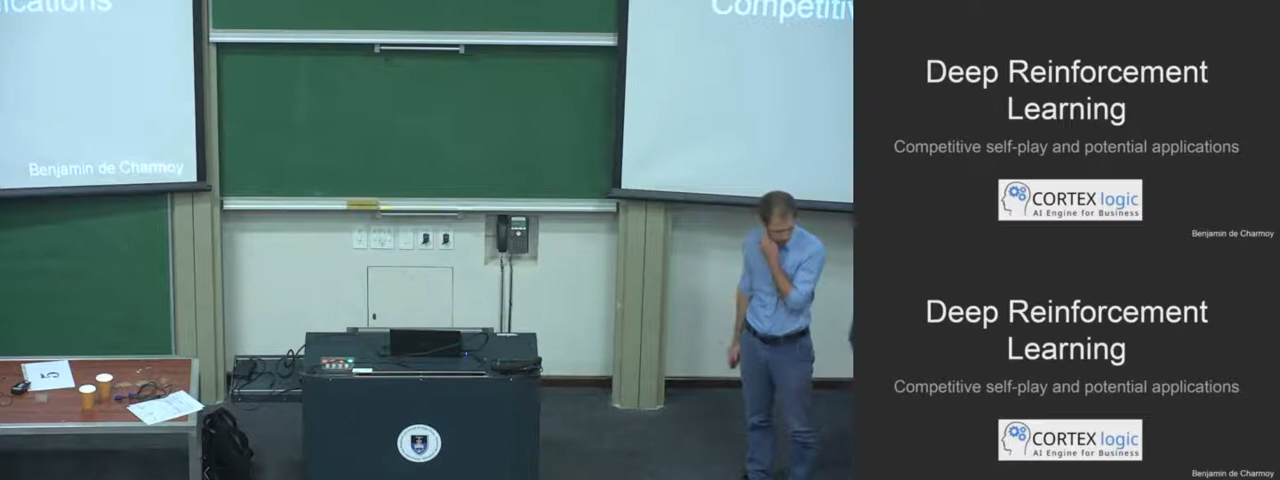 ications
Benjamin de Charmoy
Competitiv
5
Deep Reinforcement
Learning
Competitive self-play and potential applications
CORTEX logic
AI Engine for Business
Benjamin de Charmoy
Deep Reinforcement
Learning
Competitive self-play and potential applications
CORTEX logic
AI Engine for Business
Benjamin de Charmoy